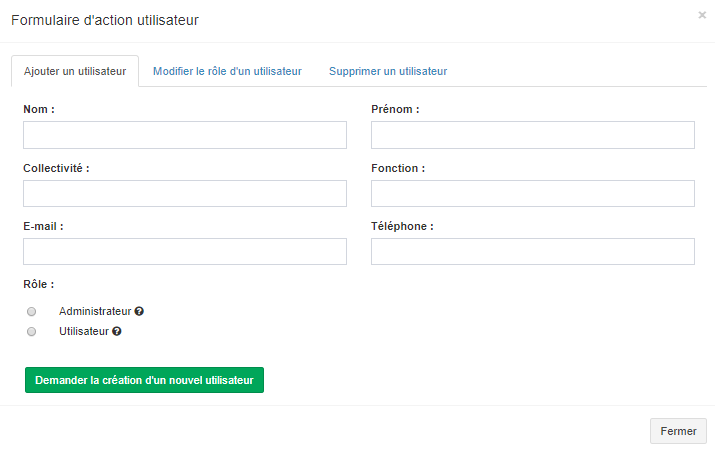 Formulaire d'action utilisateur
×
Ajouter un utilisateur Modifier le rôle d'un utilisateur Supprimer un utilisateur
Nom : Prénom :
Collectivité : Fonction :
E-mail : Téléphone :
Rôle :
Administrateur ?
Utilisateur ?
Demander la création d'un nouvel utilisateur
Fermer